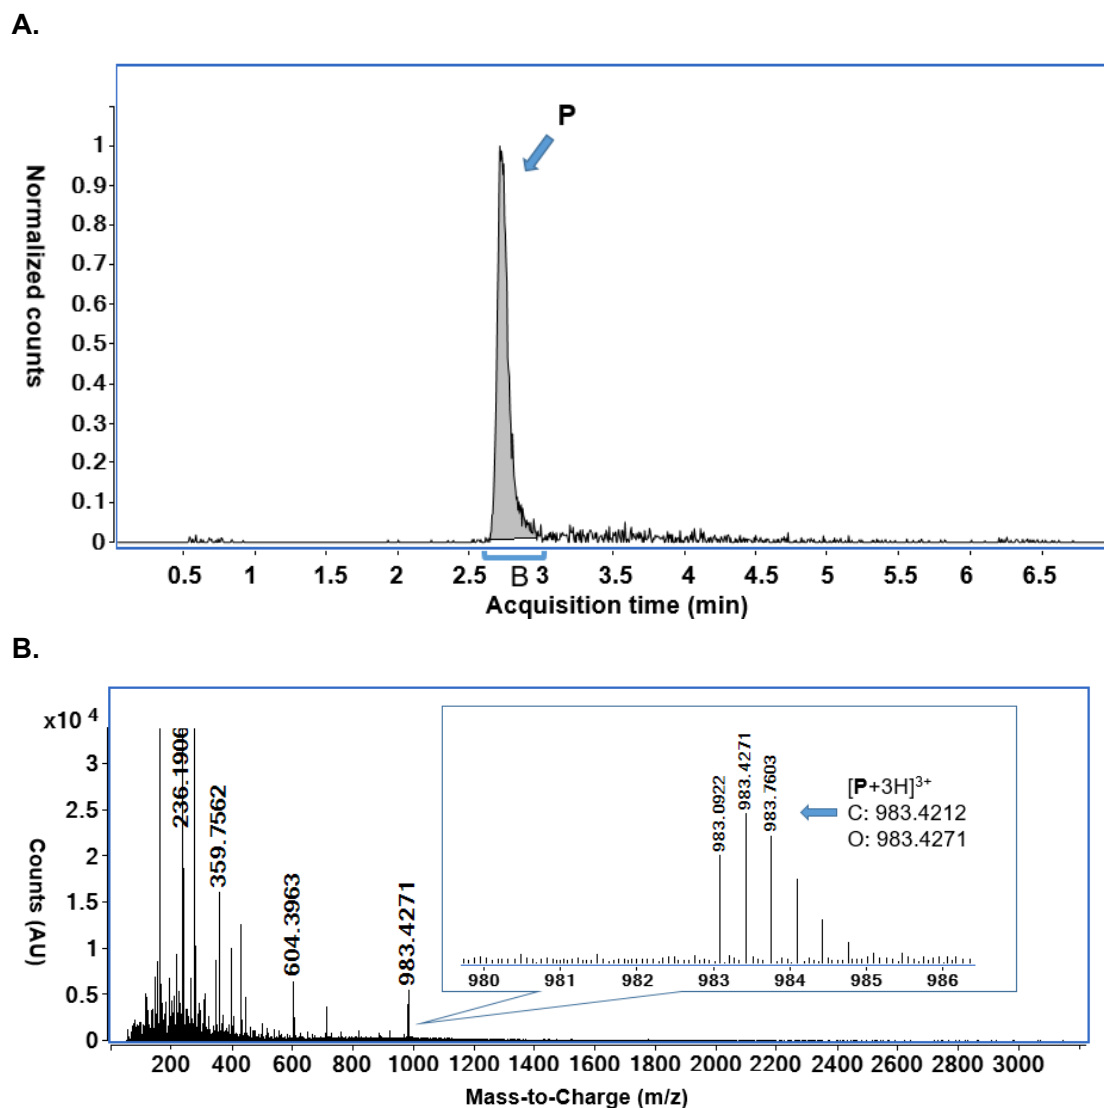 A.
P
Normalized counts
1
0.9
0.8
0.7
0.6
0.5
0.4
0.3
0.2
0.1
0
0.5 1 1.5 2 2.5 B 3 3.5 4 4.5 5 5.5 6 6.5
Acquisition time (min)
B.
x10 4
Counts (AU)
3
2.5
2
1.5
1
0.5
0
236.1906
359.7562
604.3963
983.4271
983.0922
983.4271
983.7603
[P+3H]3+
C: 983.4212
O: 983.4271
980 981 982 983 984 985 986
200 400 600 800 1000 1200 1400 1600 1800 2000 2200 2400 2600 2800 3000
Mass-to-Charge (m/z)